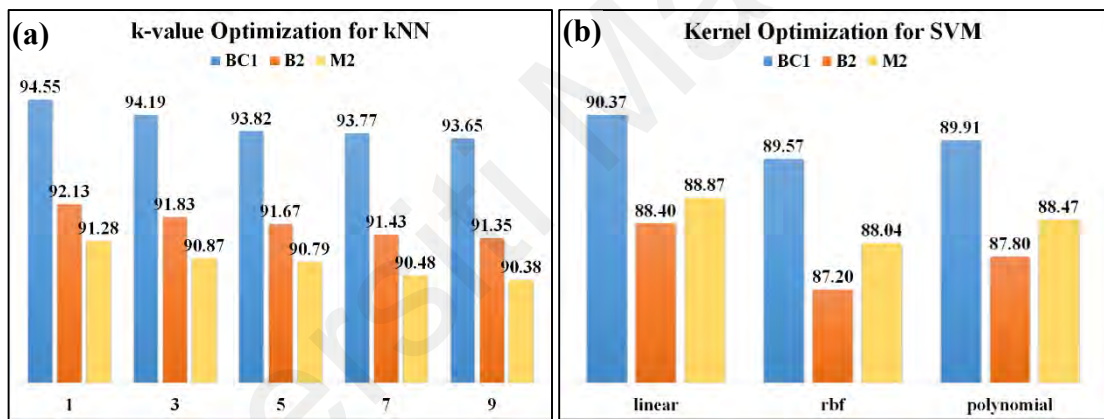 (a)
k-value Optimization for kNN
BC1 B2 M2
94.55 92.13 91.28
94.19 91.83 90.87
93.82 91.67 90.79
93.77 91.43 90.48
93.65 91.35 90.38
1 3 5 7 9
(b)
Kernel Optimization for SVM
BC1 B2 M2
90.37 88.40 88.87
89.57 87.20 88.04
89.91 87.80 88.47
linear rbf polynomial
ersiti Ma